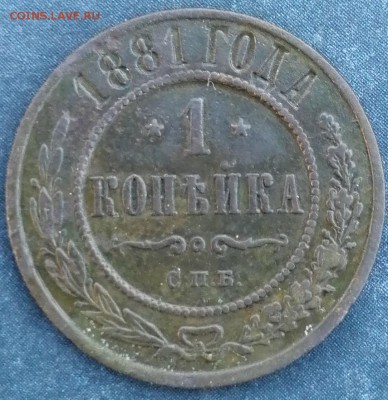 COINS.LAVE.RU
1881 ГОДА
1
КОПѢЙКА
С.П.Б.